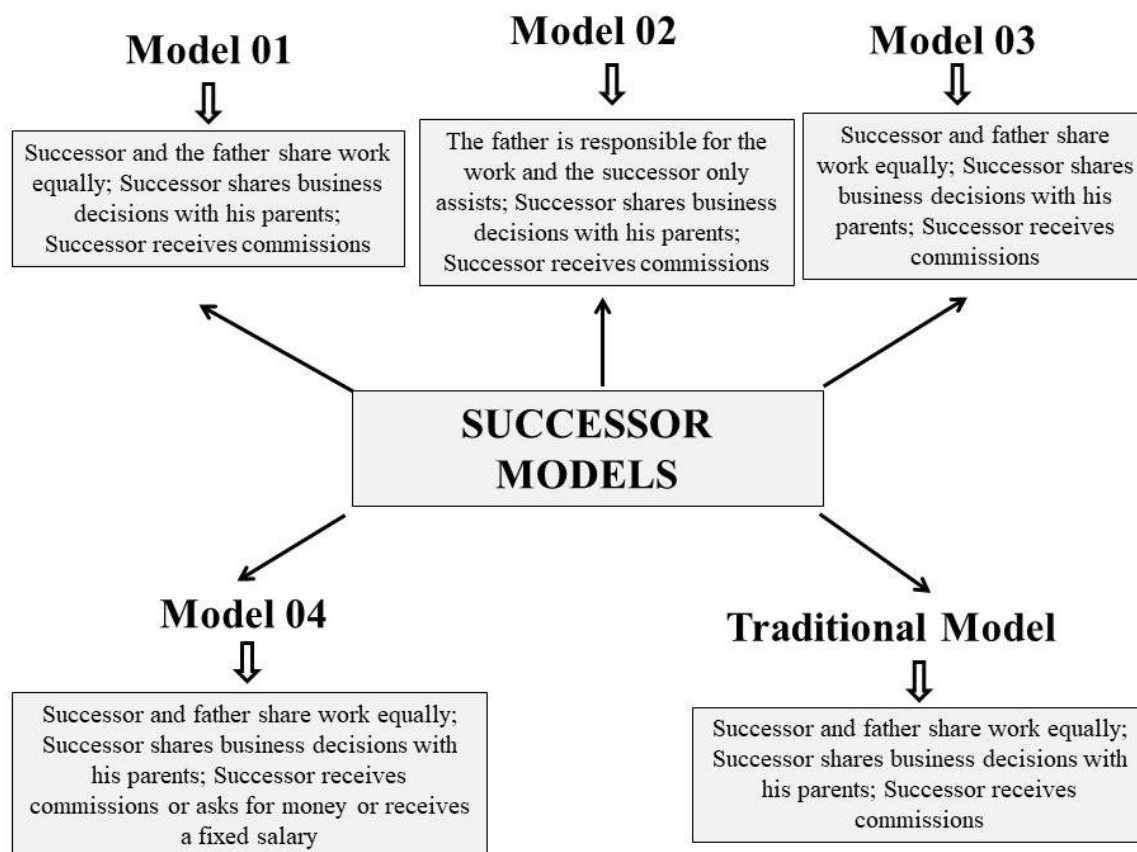 Model 01
Successor and the father share work
equally; Successor shares business
decisions with his parents;
Successor receives commissions
Model 02
The father is responsible for the
work and the successor only
assists; Successor shares business
decisions with his parents;
Successor receives commissions
Model 03
Successor and father share
work equally; Successor shares
business decisions with his
parents; Successor receives
commissions
SUCCESSOR
MODELS
Model 04
Successor and father share work equally;
Successor shares business decisions with
his parents; Successor receives
commissions or asks for money or receives
a fixed salary
Traditional Model
Successor and father share work equally;
Successor shares business decisions with
his parents; Successor receives
commissions